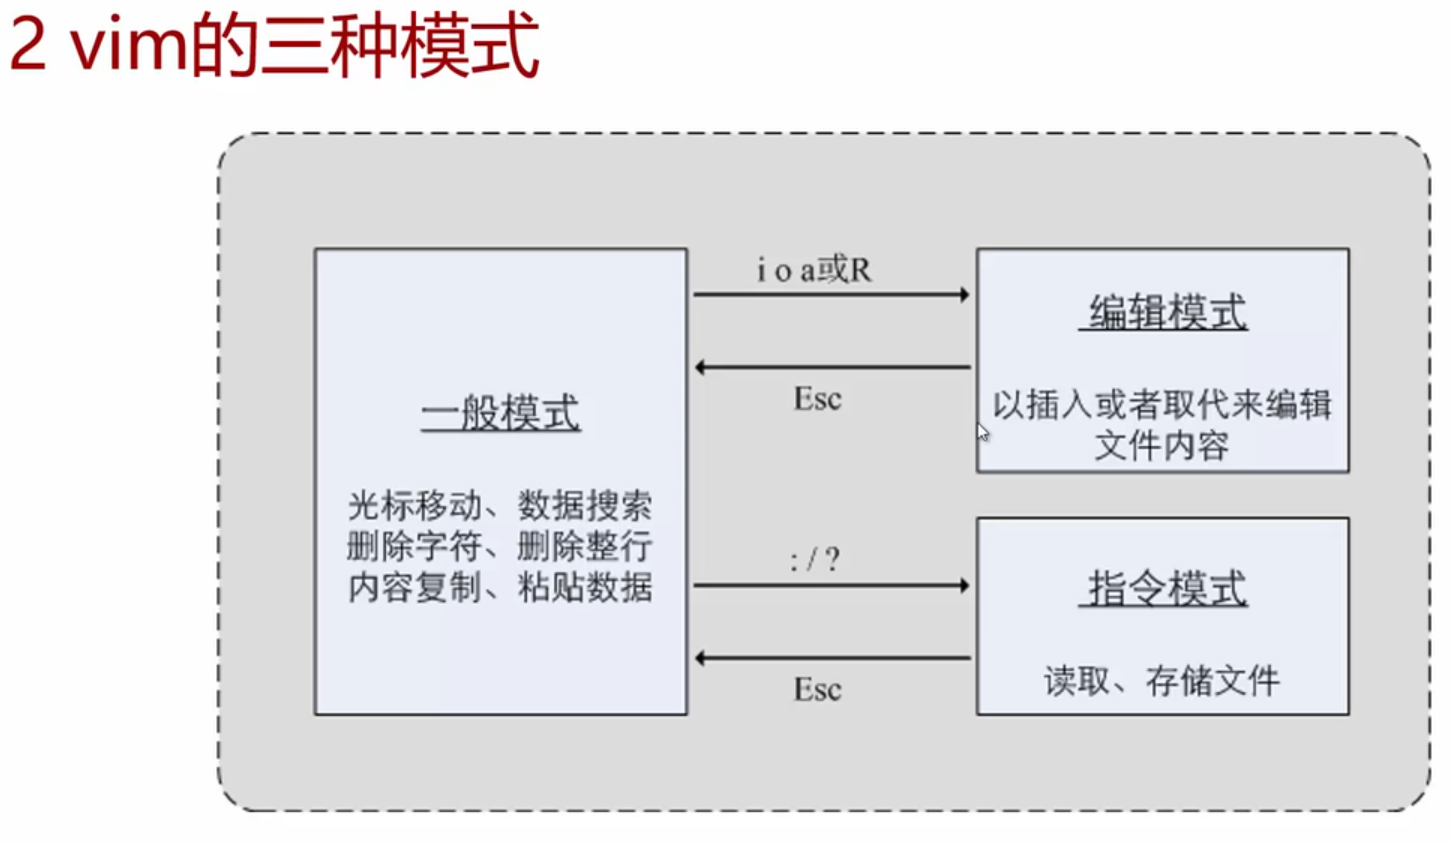 2 vim的三种模式
一般模式
光标移动、数据搜索
删除字符、删除整行
内容复制、粘贴数据
i o a或R
Esc
编辑模式
以插入或者取代来编辑
文件内容
: / ?
Esc
指令模式
读取、存储文件